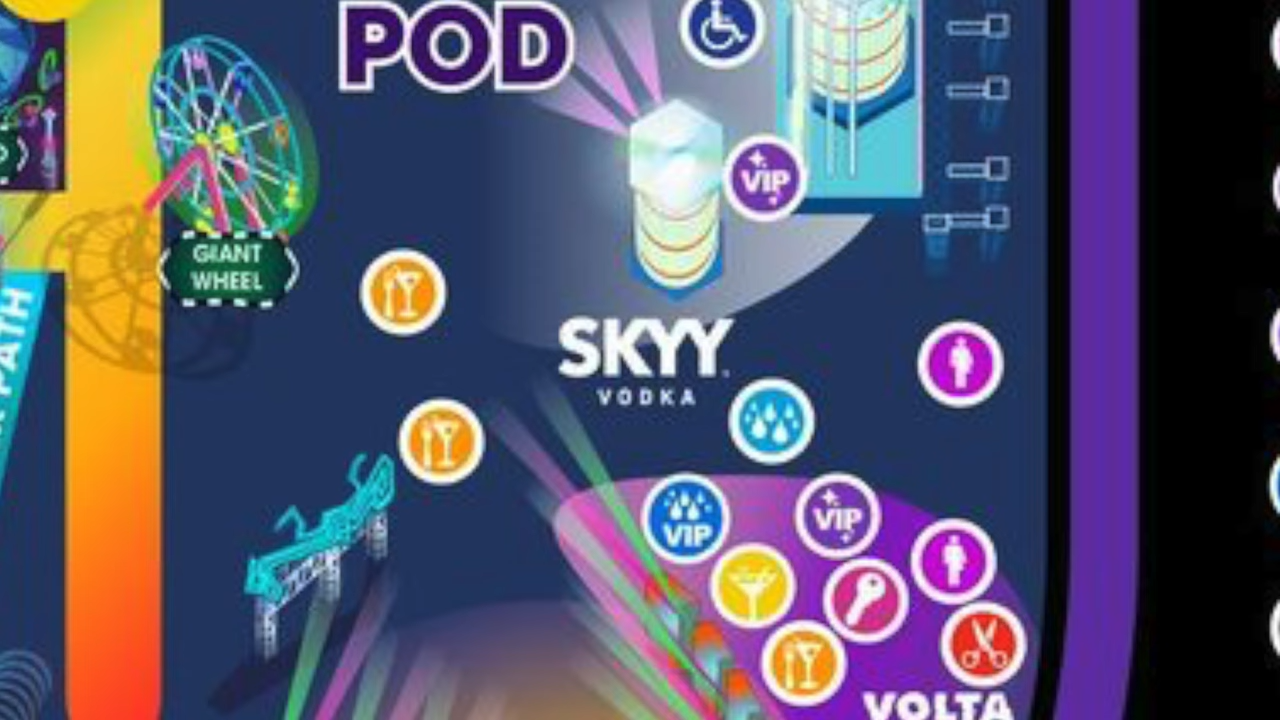 POD
VIP
GIANT
WHEEL
PATH
SKYY
VODKA
VIP
VIP
VOLTA